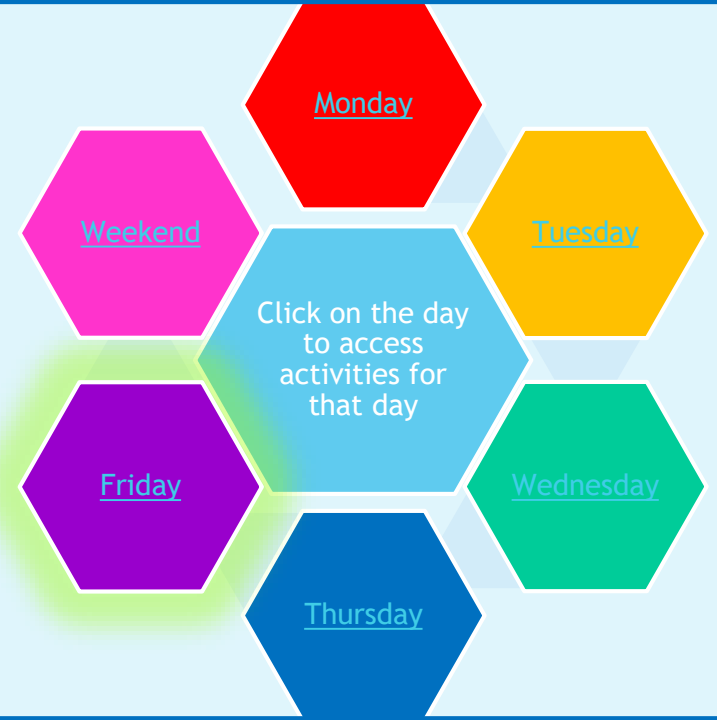 Monday
Weekend
Tuesday
Click on the day
to access
activities for
that day
Friday
Wednesday
Thursday